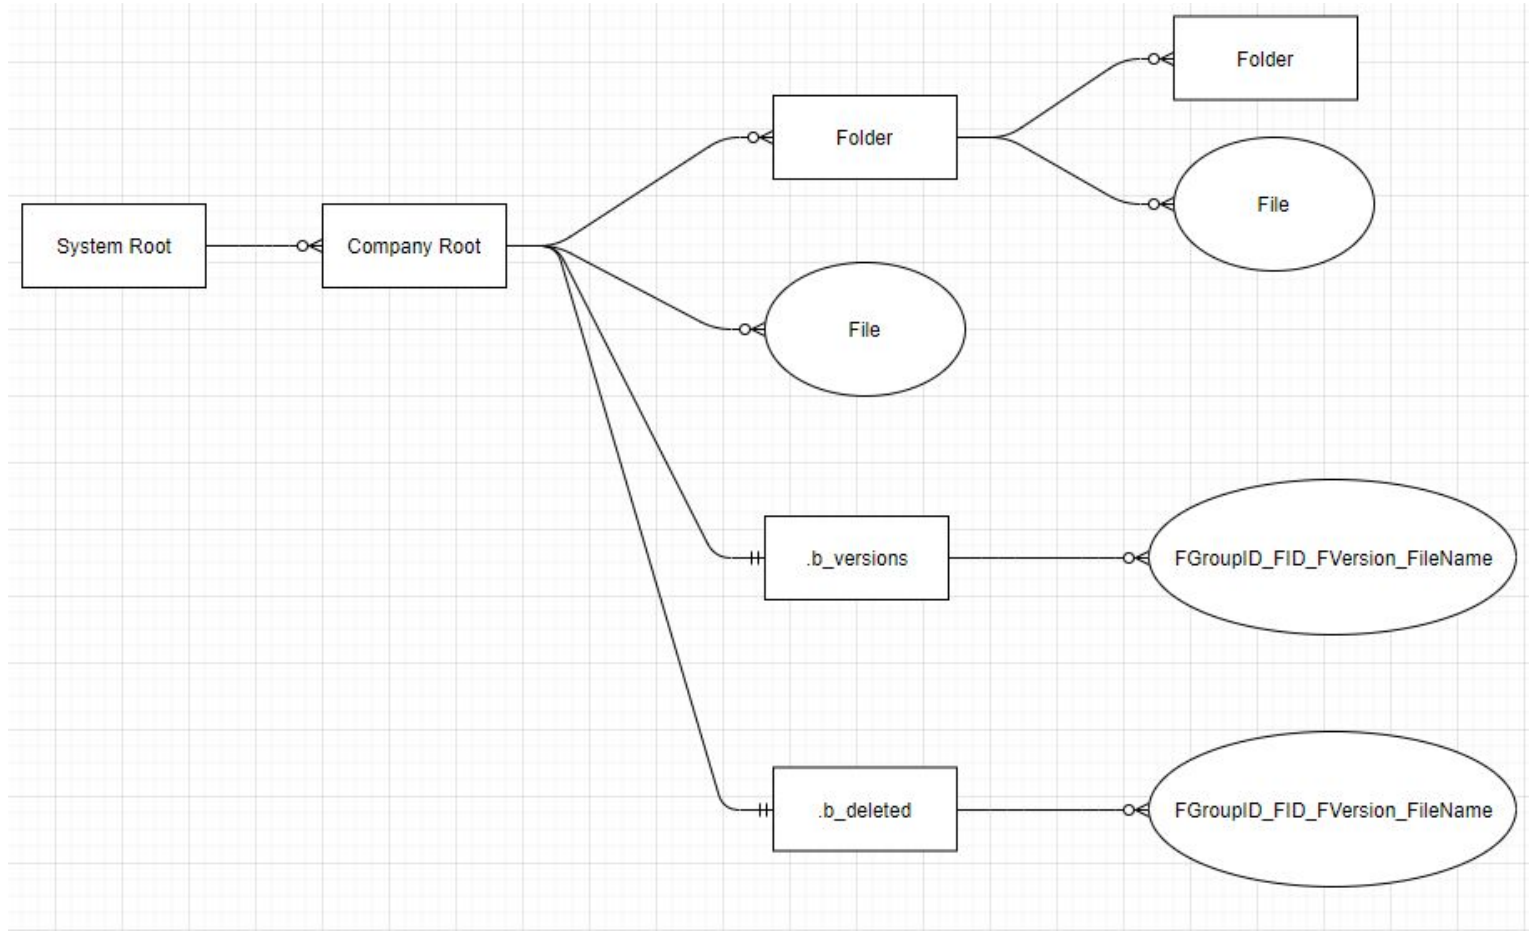 Folder
Folder
File
System Root
Company Root
File
.b_versions
FGroupID_FID_FVersion_FileName
.b_deleted
FGroupID_FID_FVersion_FileName